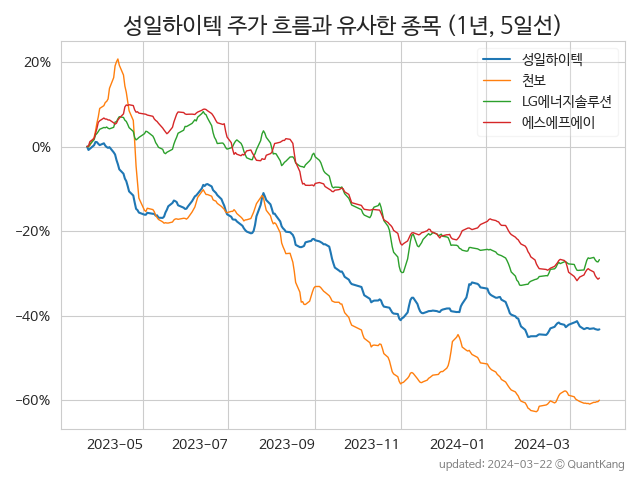 성일하이텍 주가 흐름과 유사한 종목 (1년, 5일선)
성일하이텍
천보
LG에너지솔루션
에스에프에이
20%
0%
−20%
−40%
−60%
2023-05 2023-07 2023-09 2023-11 2024-01 2024-03
updated: 2024-03-22 © QuantKang